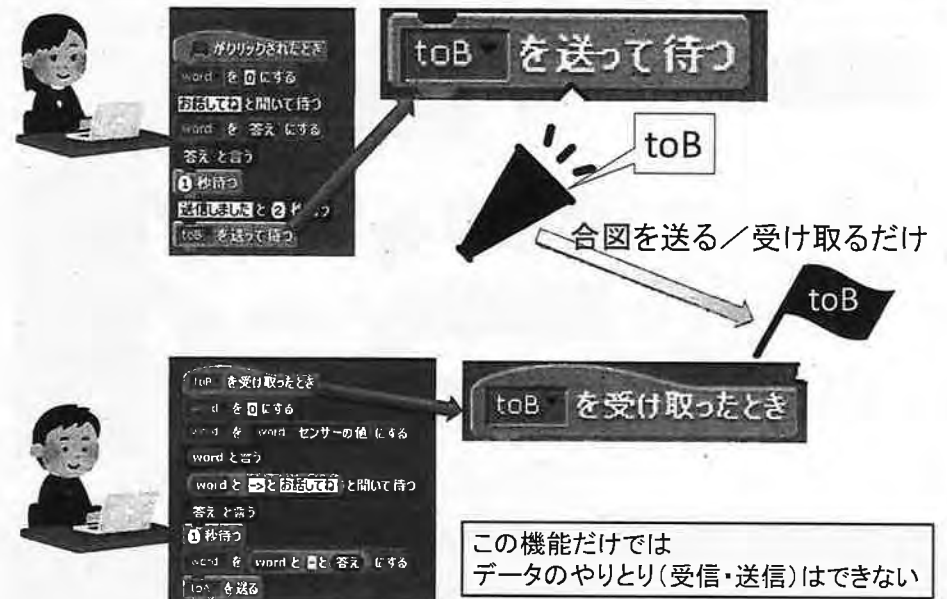 がクリックされたとき
word を 0 にする
お話してね と聞いて待つ
word を 答え にする
答え と言う
1 秒待つ
送信しました と 2
toB を送って待つ
toB を送って待つ
toB
合図を送る／受け取るだけ
toB
toB を受け取ったとき
を 0 にする
word を word センサーの値 にする
word と言う
word と -> と お話してね と聞いて待つ
答え と言う
1 秒待つ
word を word と - と 答え にする
toA を送る
toB を受け取ったとき
この機能だけでは
データのやりとり（受信・送信）はできない